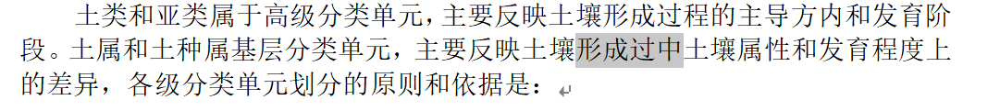 土类和亚类属于高级分类单元，主要反映土壤形成过程的主导方内和发育阶
段。土属和土种属基层分类单元，主要反映土壤形成过中土壤属性和发育程度上
的差异，各级分类单元划分的原则和依据是：